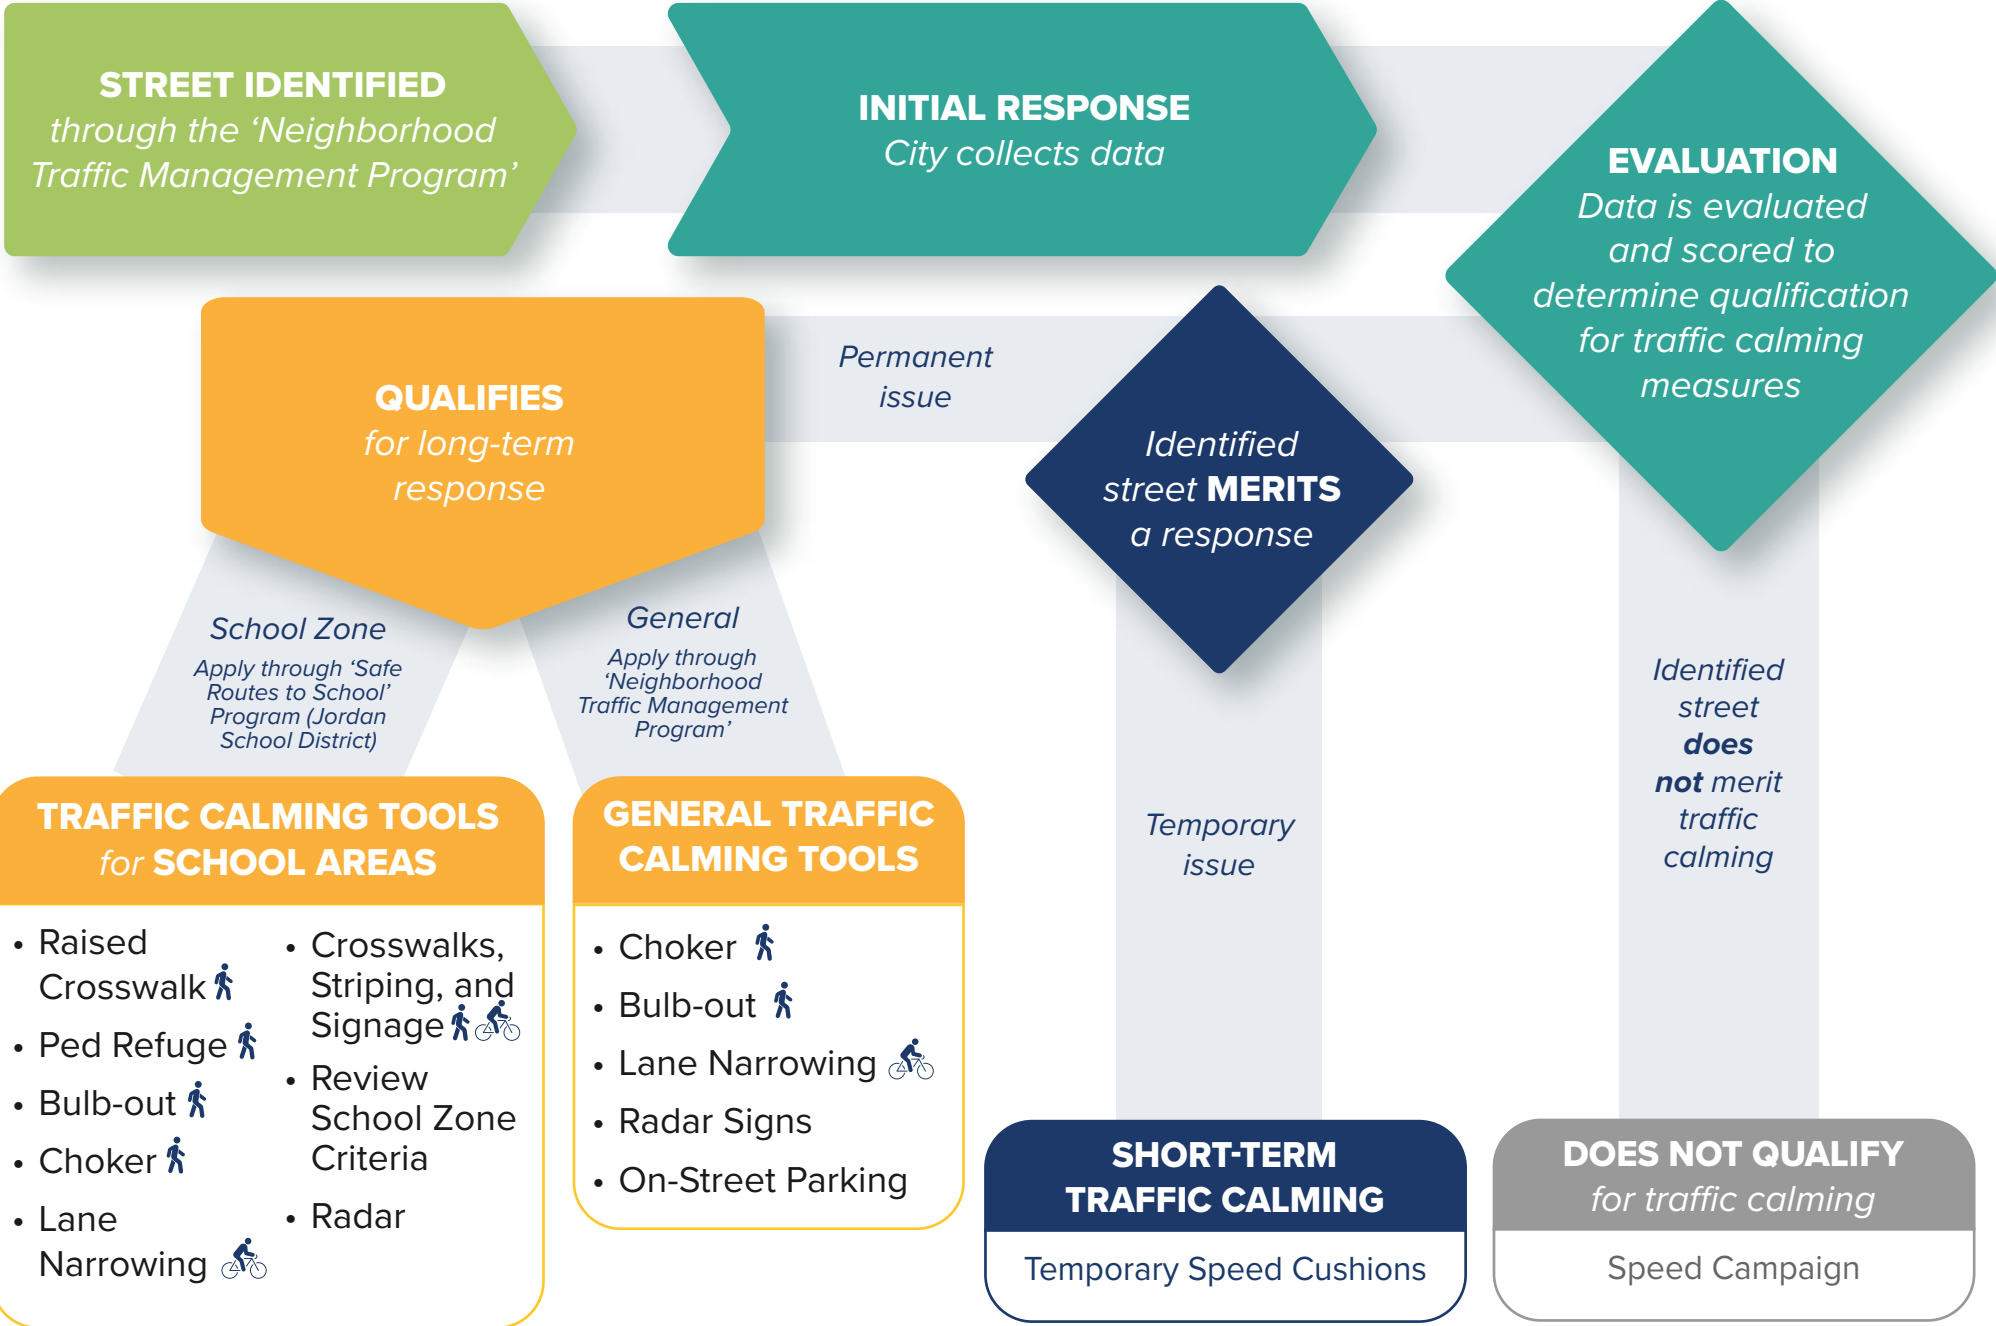 STREET IDENTIFIED
through the ‘Neighborhood
Traffic Management Program’
INITIAL RESPONSE
City collects data
EVALUATION
Data is evaluated
and scored to
determine qualification
for traffic calming
measures
QUALIFIES
for long-term
response
Permanent
issue
Identified
street MERITS
a response
School Zone
Apply through ‘Safe
Routes to School’
Program (Jordan
School District)
General
Apply through
‘Neighborhood
Traffic Management
Program’
Temporary
issue
Identified
street
does
not merit
traffic
calming
TRAFFIC CALMING TOOLS
for SCHOOL AREAS
• Raised
Crosswalk
• Ped Refuge
• Bulb-out
• Choker
• Lane
Narrowing
• Crosswalks,
Striping, and
Signage
• Review
School Zone
Criteria
• Radar
GENERAL TRAFFIC
CALMING TOOLS
• Choker
• Bulb-out
• Lane Narrowing
• Radar Signs
• On-Street Parking
SHORT-TERM
TRAFFIC CALMING
Temporary Speed Cushions
DOES NOT QUALIFY
for traffic calming
Speed Campaign